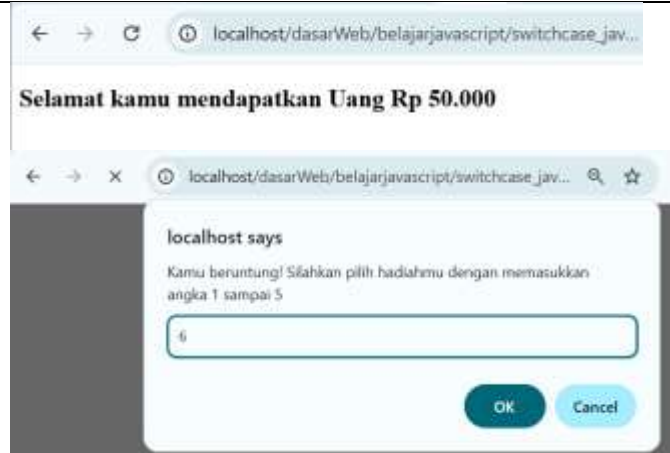 localhost/dasarWeb/belajarjavascript/switchcase_jav...
Selamat kamu mendapatkan Uang Rp 50.000
localhost/dasarWeb/belajarjavascript/switchcase_jav...
localhost says
Kamu beruntung! Silahkan pilih hadiahmu dengan memasukkan
angka 1 sampai 5
6
OK Cancel